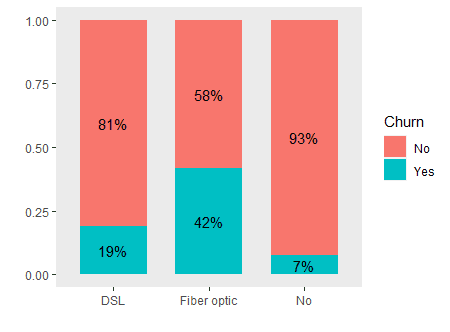 1.00
0.75
0.50
0.25
0.00
81%
19%
58%
42%
93%
7%
DSL
Fiber optic
No
Churn
No
Yes